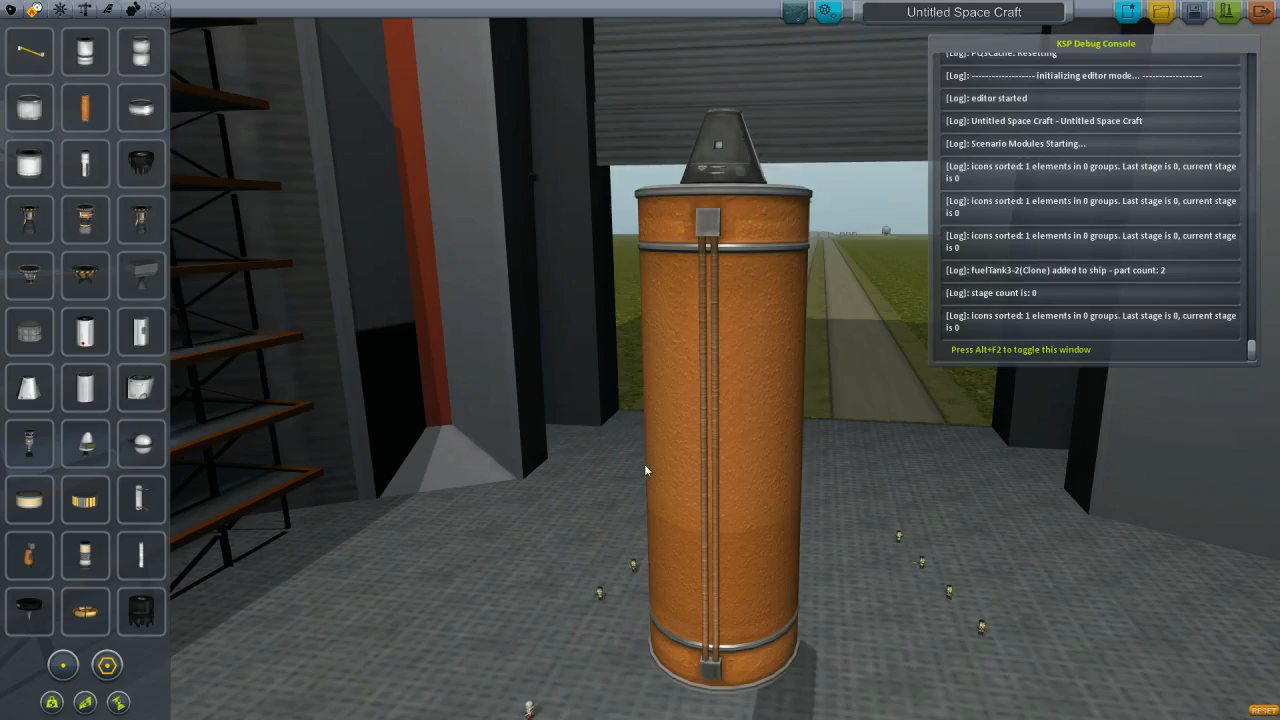 Untitled Space Craft
KSP Debug Console
[Log]: PQSCache: Resetting
[Log]: ------------------- initializing editor mode... ------------------
[Log]: editor started
[Log]: Untitled Space Craft - Untitled Space Craft
[Log]: Scenario Modules Starting...
[Log]: icons sorted: 1 elements in 0 groups. Last stage is 0, current stage
is 0
[Log]: icons sorted: 1 elements in 0 groups. Last stage is 0, current stage
is 0
[Log]: icons sorted: 1 elements in 0 groups. Last stage is 0, current stage
is 0
[Log]: fuelTank3-2(Clone) added to ship - part count: 2
[Log]: stage count is: 0
[Log]: icons sorted: 1 elements in 0 groups. Last stage is 0, current stage
is 0
Press Alt+F2 to toggle this window
RESET